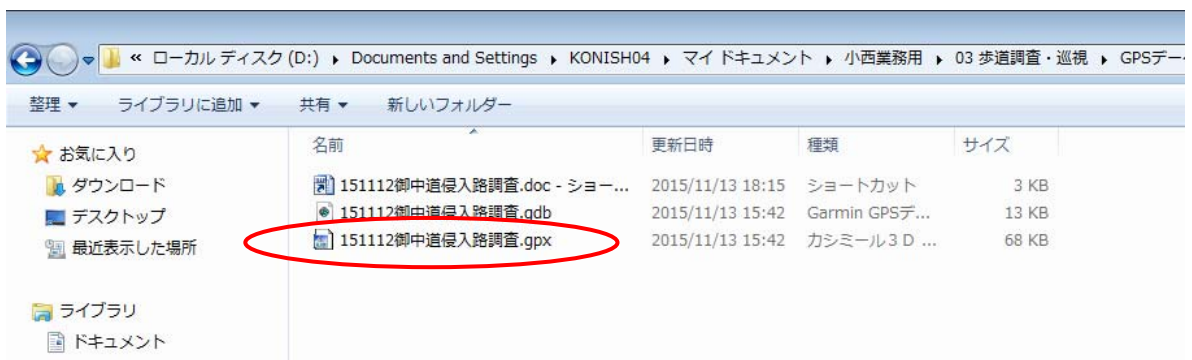 « ローカル ディスク (D:) ▸ Documents and Settings ▸ KONISH04 ▸ マイ ドキュメント ▸ 小西業務用 ▸ 03 歩道調査・巡視 ▸ GPSデー
整理 ▼ ライブラリに追加 ▼ 共有 ▼ 新しいフォルダー
名前 更新日時 種類 サイズ
お気に入り
ダウンロード
デスクトップ
最近表示した場所
ライブラリ
ドキュメント
151112御中道侵入路調査.doc - ショー... 2015/11/13 18:15 ショートカット 3 KB
151112御中道侵入路調査.gdb 2015/11/13 15:42 Garmin GPSデ... 13 KB
151112御中道侵入路調査.gpx 2015/11/13 15:42 カシミール3D ... 68 KB